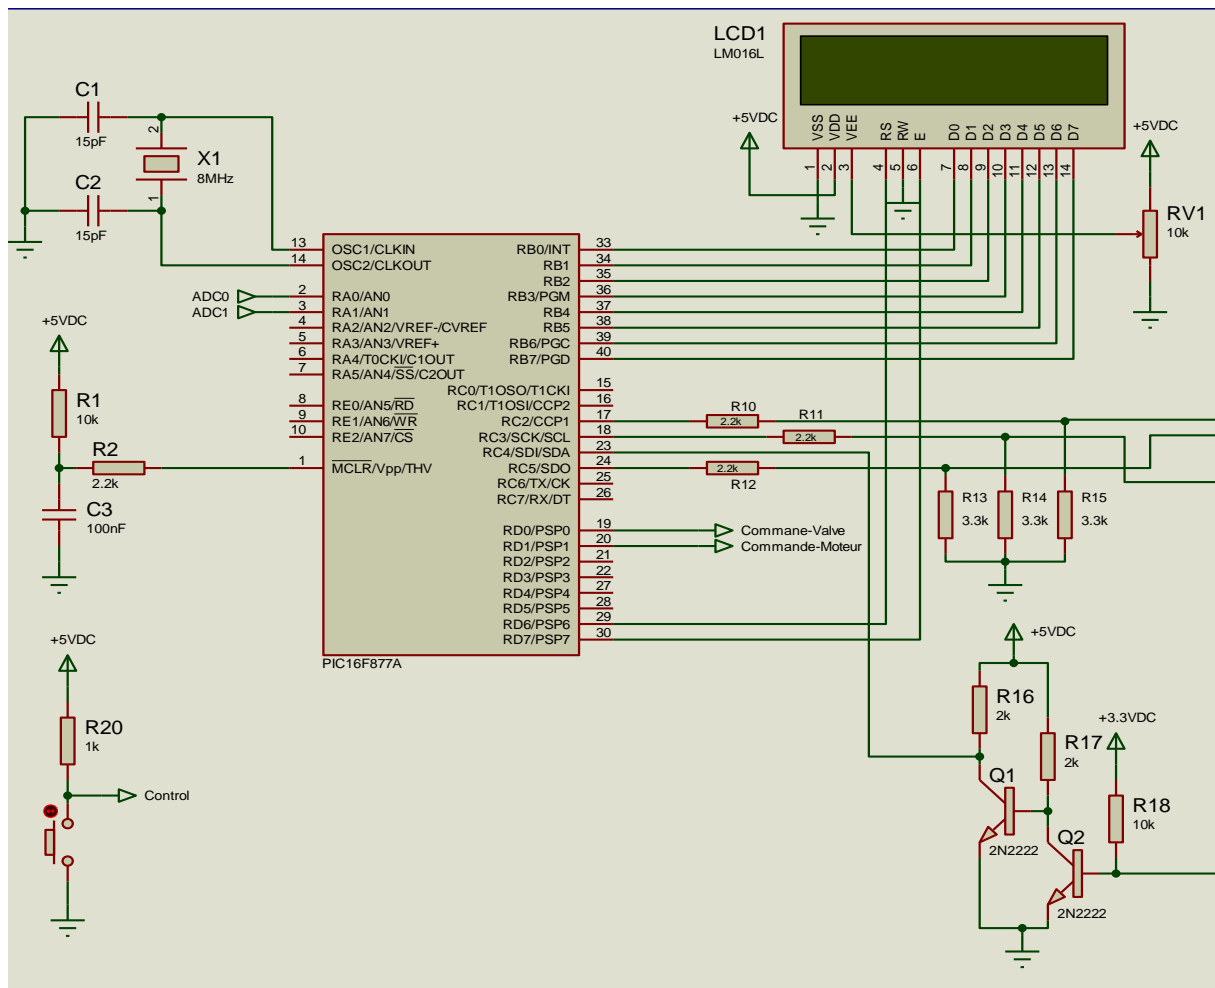 LCD1
LM016L
VSS
VDD
VEE
RS
RW
E
D0
D1
D2
D3
D4
D5
D6
D7
1
2
3
4
5
6
7
8
9
10
11
12
13
14
+5VDC
+5VDC
RV1
10k
C1
15pF
2
X1
8MHz
1
C2
15pF
13 OSC1/CLKIN
14 OSC2/CLKOUT
ADC0 2 RA0/AN0
ADC1 3 RA1/AN1
4 RA2/AN2/VREF-/CVREF
5 RA3/AN3/VREF+
6 RA4/T0CKI/C1OUT
7 RA5/AN4/SS/C2OUT
8 RE0/AN5/RD
9 RE1/AN6/WR
10 RE2/AN7/CS
1 MCLR/Vpp/THV
RB0/INT 33
RB1 34
RB2 35
RB3/PGM 36
RB4 37
RB5 38
RB6/PGC 39
RB7/PGD 40
RC0/T1OSO/T1CKI 15
RC1/T1OSI/CCP2 16
RC2/CCP1 17
RC3/SCK/SCL 18
RC4/SDI/SDA 23
RC5/SDO 24
RC6/TX/CK 25
RC7/RX/DT 26
RD0/PSP0 19 Commane-Valve
RD1/PSP1 20 Commande-Moteur
RD2/PSP2 21
RD3/PSP3 22
RD4/PSP4 27
RD5/PSP5 28
RD6/PSP6 29
RD7/PSP7 30
PIC16F877A
+5VDC
R1
10k
R2
2.2k
C3
100nF
R10
2.2k
R11
2.2k
2.2k
R12
R13
3.3k
R14
3.3k
R15
3.3k
+5VDC
R20
1k
Control
+5VDC
R16
2k
R17
2k
+3.3VDC
R18
10k
Q1
2N2222
Q2
2N2222